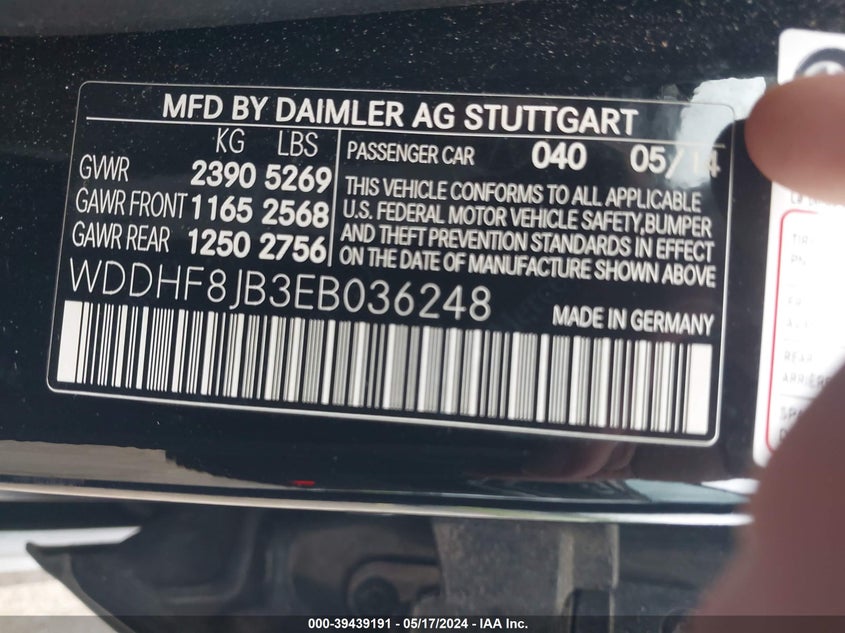 MFD BY DAIMLER AG STUTTGART
KG LBS
GVWR 2390 5269
GAWR FRONT 1165 2568
GAWR REAR 1250 2756
PASSENGER CAR 040 05/14
THIS VEHICLE CONFORMS TO ALL APPLICABLE
U.S. FEDERAL MOTOR VEHICLE SAFETY,BUMPER
AND THEFT PREVENTION STANDARDS IN EFFECT
ON THE DATE OF MANUFACTURE SHOWN ABOVE
WDDHF8JB3EB036248
MADE IN GERMANY
REAR
000-39439191 - 05/17/2024 - IAA Inc.